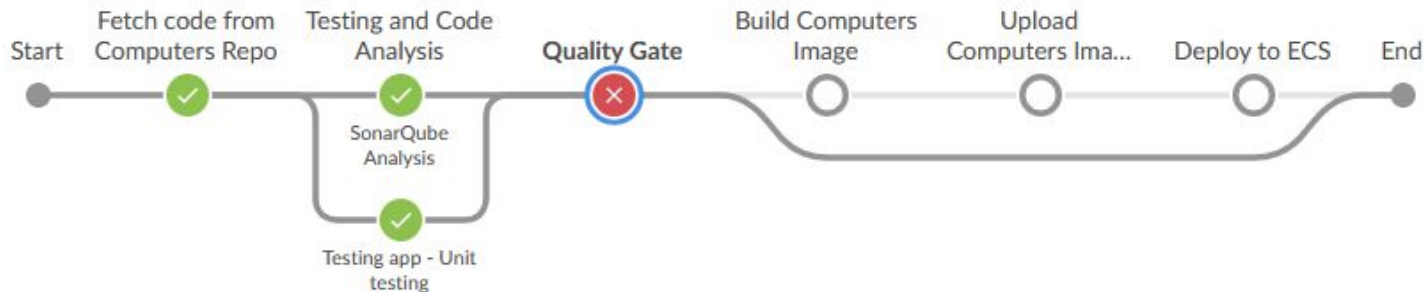 Start
Fetch code from
Computers Repo
Testing and Code
Analysis
SonarQube
Analysis
Testing app - Unit
testing
Quality Gate
Build Computers
Image
Upload
Computers Ima...
Deploy to ECS
End